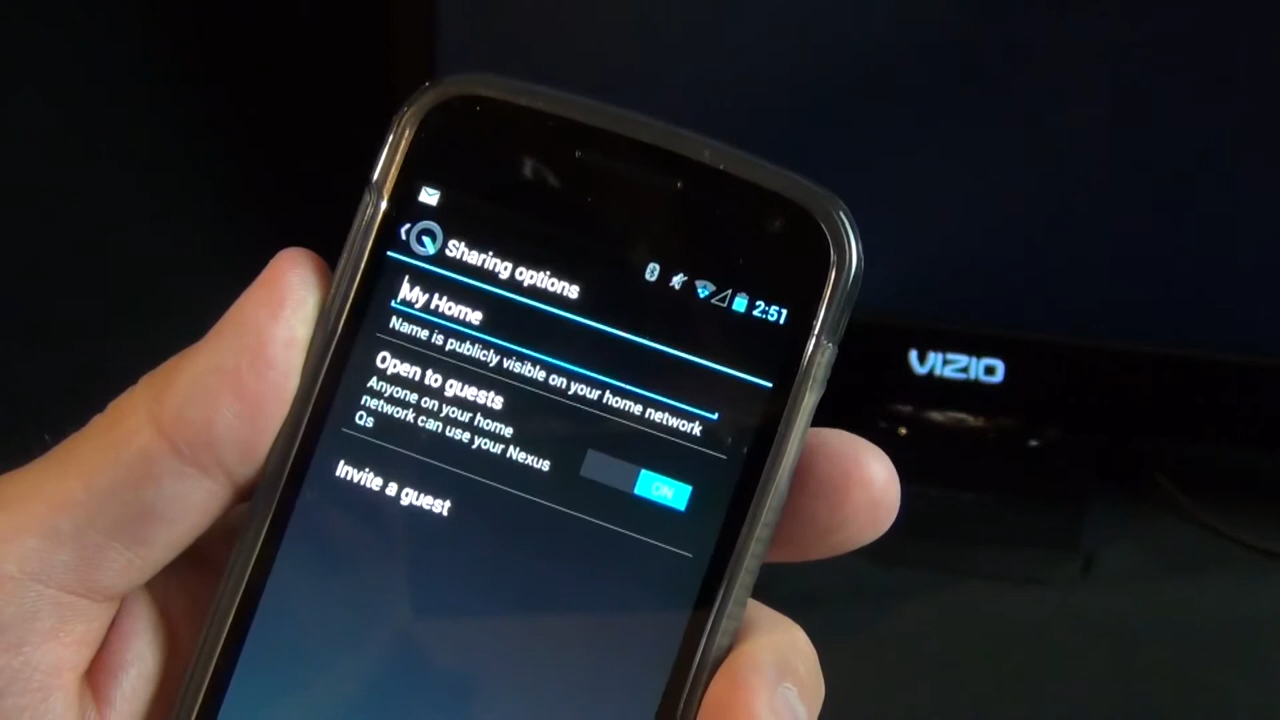 2:51
Sharing options
My Home
Name is publicly visible on your home network
Open to guests
Anyone on your home
network can use your Nexus
Qs
ON
Invite a guest
VIZIO